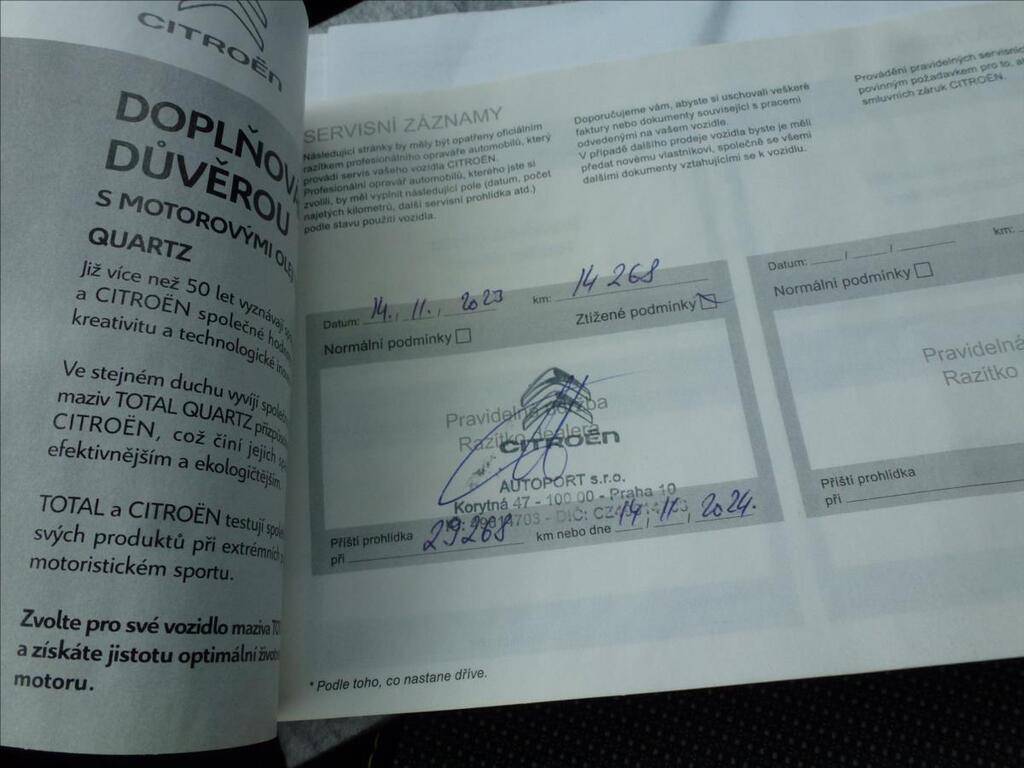 CITROËN
DOPLŇOVÁ
DŮVĚROU
S MOTOROVÝMI OLEJ
QUARTZ
Již více než 50 let vyznávají
a CITROËN společné hodn
kreativitu a technologické
Ve stejném duchu vyvíjí společ
maziv TOTAL QUARTZ
CITROËN, což činí jejich
efektivnějším a ekologičtějším.
TOTAL a CITROËN testují
svých produktů při extrémních
motoristickém sportu.
Zvolte pro své vozidlo maziva
a získáte jistotu optimální
motoru.
SERVISNÍ ZÁZNAMY
Následující stránky by měly být opatřeny oficiálním
razítkem profesionálního opraváře automobilů, který
provádí servis vašeho vozidla CITROËN.
Profesionální opravář automobilů, kterého jste si
zvolili, by měl vyplnit následující pole (datum, počet
najetých kilometrů, další servisní prohlídka atd.)
podle stavu použití vozidla.
Doporučujeme vám, abyste si uschovali veškeré
faktury nebo dokumenty související s pracemi
odvedenými na vašem vozidle.
V případě dalšího prodeje vozidla byste je měli
předat novému vlastníkovi, společně se všemi
dalšími dokumenty vztahujícími se k vozidlu.
Provádění pravidelných servisníc
povinným požadavkem pro to, a
smluvních záruk CITROËN.
Datum: 14., 11., 2023 km: 14 268
Normální podmínky Ztížené podmínky
Pravidelná údržba
Razítko dealera
CITROËN
AUTOPORT s.r.o.
Korytná 47 - 100 00 - Praha 10
DIČ:
Příští prohlídka
při 29268 km nebo dne 14, 11, 2024.
* Podle toho, co nastane dříve.
Datum: / / km:
Normální podmínky
Pravidelná
Razítko
Příští prohlídka
při